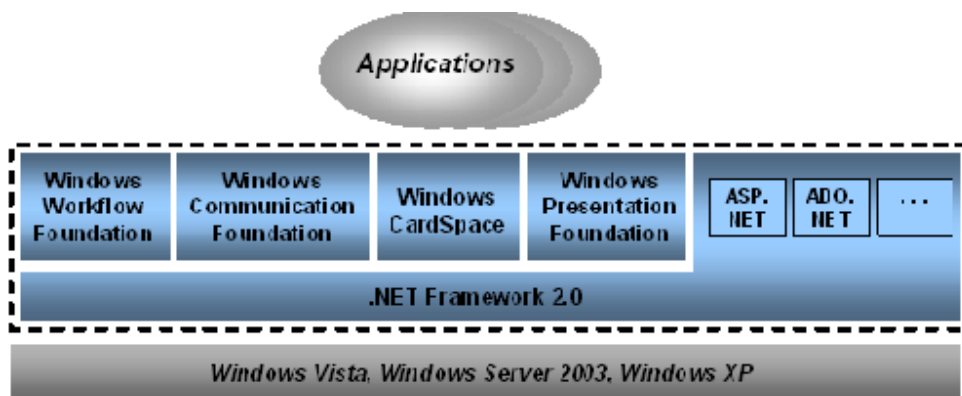 Applications
Windows
Workflow
Foundation
Windows
Communication
Foundation
Windows
CardSpace
Windows
Presentation
Foundation
ASP.
NET
ADO.
NET
...
.NET Framework 2.0
Windows Vista, Windows Server 2003, Windows XP